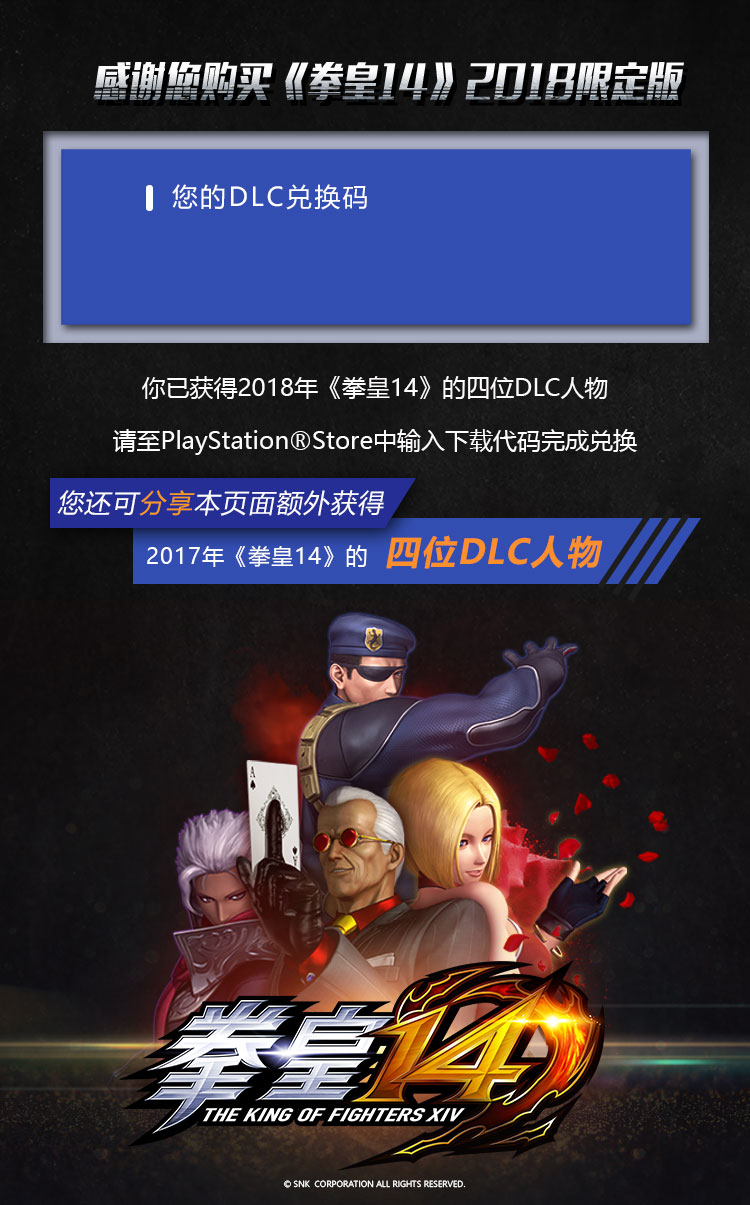 感谢您购买《拳皇14》2018限定版
您的DLC兑换码
你已获得2018年《拳皇14》的四位DLC人物
请至PlayStation®Store中输入下载代码完成兑换
您还可分享本页面额外获得
2017年《拳皇14》的 四位DLC人物
A
A
拳皇14
THE KING OF FIGHTERS XIV
© SNK CORPORATION ALL RIGHTS RESERVED.